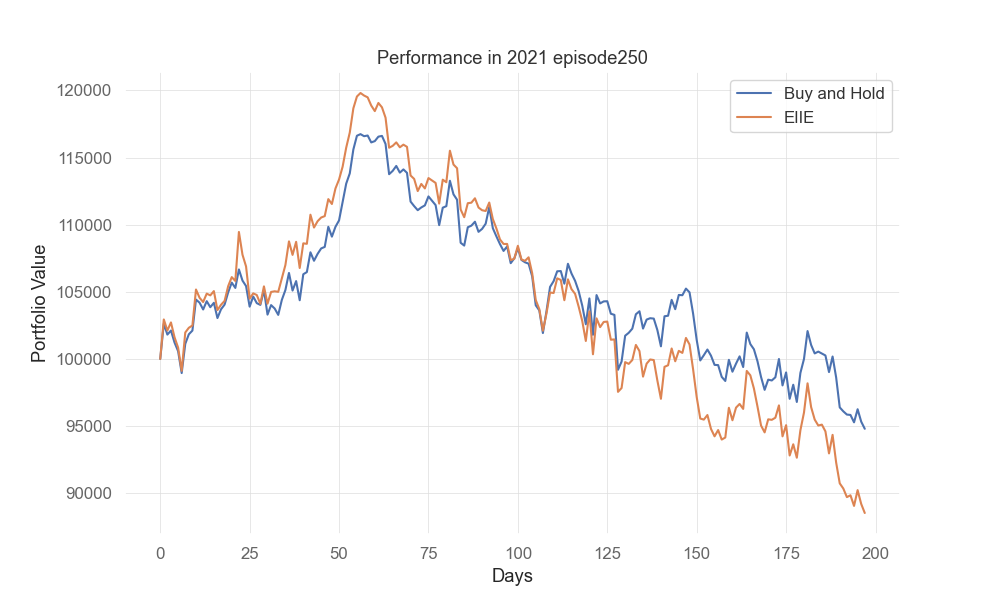 Performance in 2021 episode250
Buy and Hold
EIIE
Portfolio Value
120000
115000
110000
105000
100000
95000
90000
0 25 50 75 100 125 150 175 200
Days